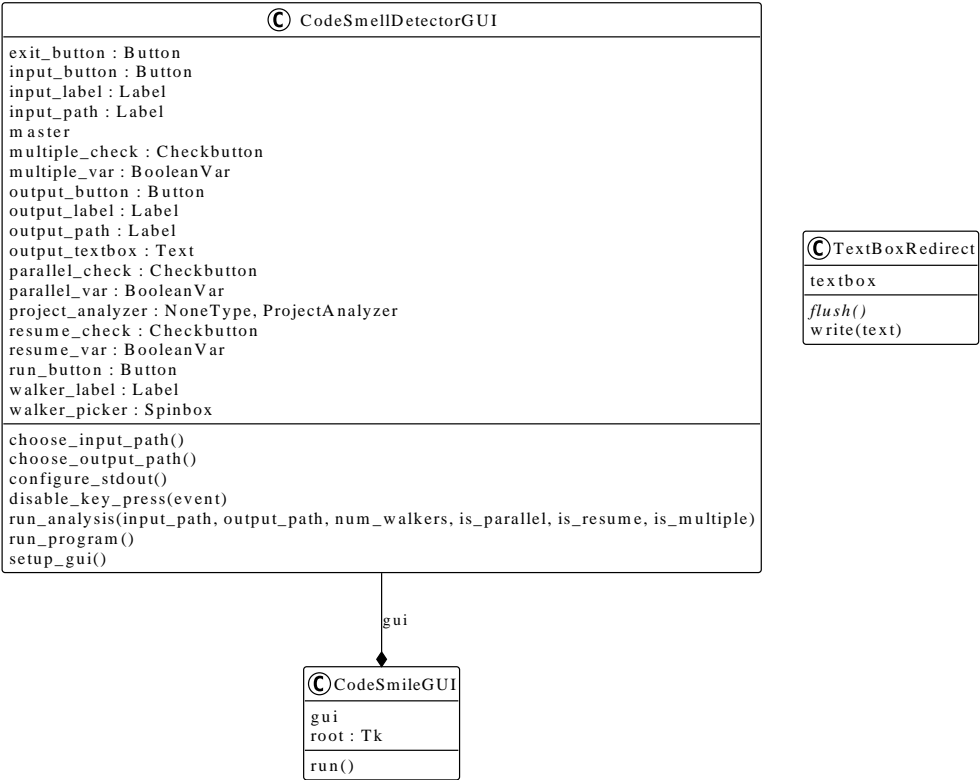 C CodeSmellDetectorGUI
exit_button : Button
input_button : Button
input_label : Label
input_path : Label
master
multiple_check : Checkbutton
multiple_var : BooleanVar
output_button : Button
output_label : Label
output_path : Label
output_textbox : Text
parallel_check : Checkbutton
parallel_var : BooleanVar
project_analyzer : NoneType, ProjectAnalyzer
resume_check : Checkbutton
resume_var : BooleanVar
run_button : Button
walker_label : Label
walker_picker : Spinbox
choose_input_path()
choose_output_path()
configure_stdout()
disable_key_press(event)
run_analysis(input_path, output_path, num_walkers, is_parallel, is_resume, is_multiple)
run_program()
setup_gui()
C TextBoxRedirect
textbox
flush()
write(text)
gui
C CodeSmileGUI
gui
root : Tk
run()